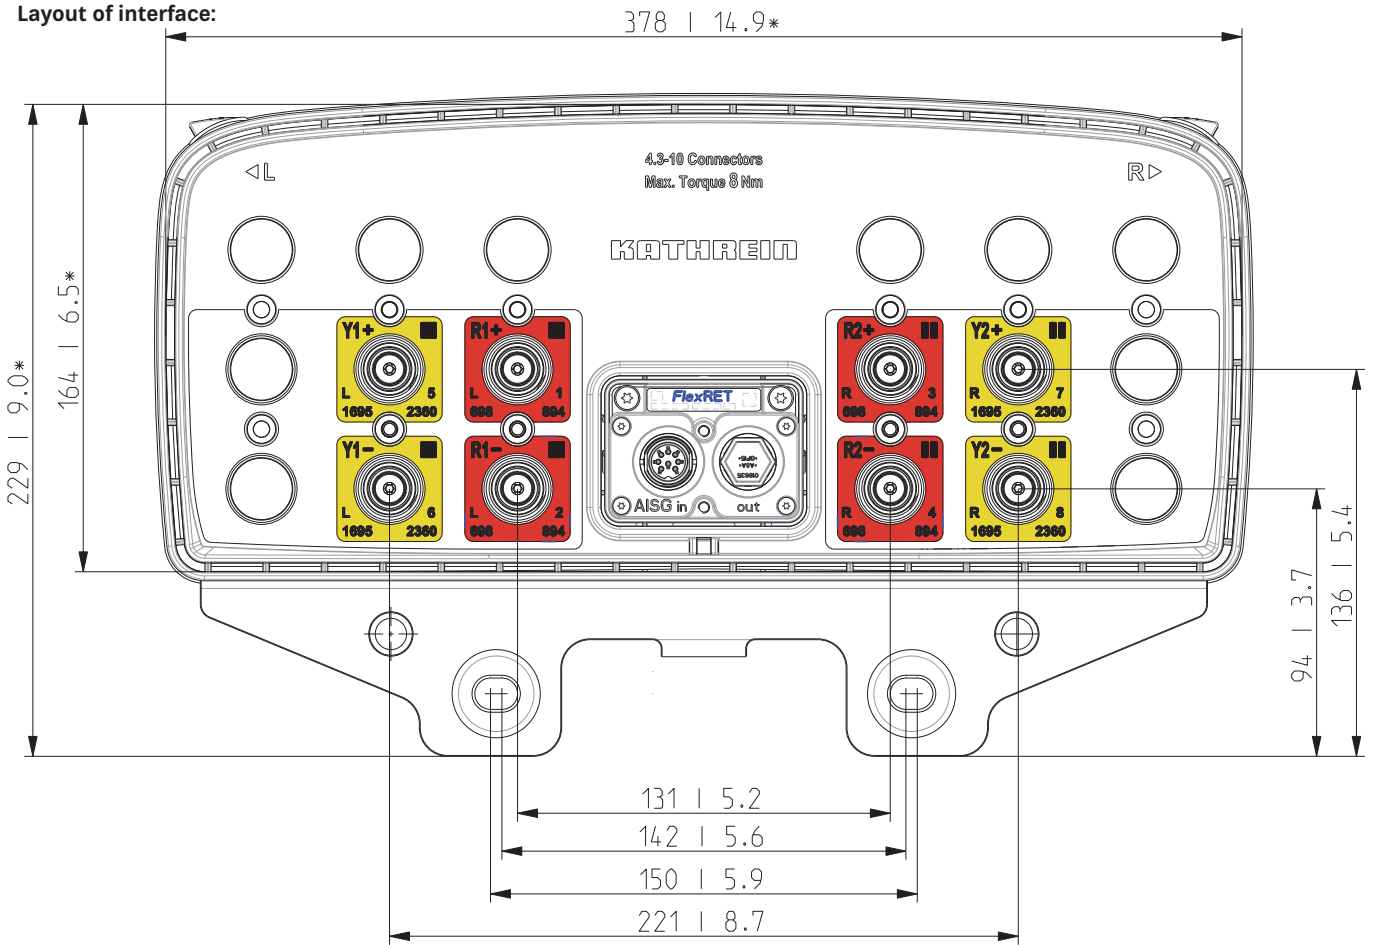 Layout of interface:
378 | 14.9*
4.3-10 Connectors
Max. Torque 8 Nm
L
R
KATHREIN
229 | 9.0*
164 | 6.5*
Y1+
L 5
1695 2360
R1+
L 1
698 894
R2+
R 3
698 894
Y2+
R 7
1695 2360
Y1-
L 6
1695 2360
R1-
L 2
698 894
R2-
R 4
698 894
Y2-
R 8
1695 2360
FlexRET
AISG in out
94 | 3.7
136 | 5.4
131 | 5.2
142 | 5.6
150 | 5.9
221 | 8.7